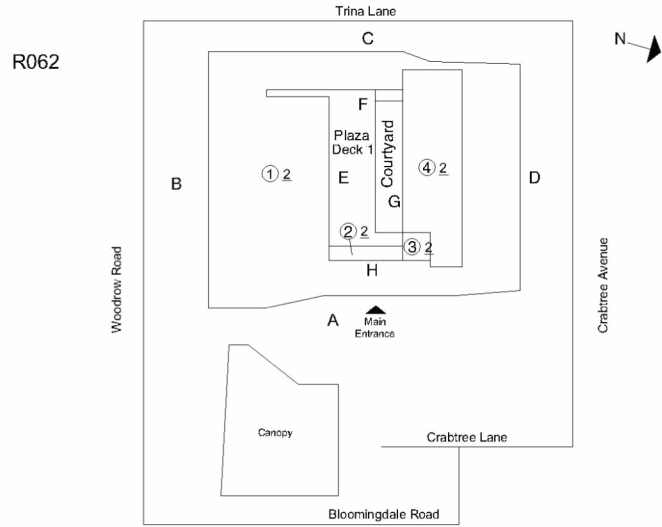 Trina Lane
C
N
R062
F
Plaza
Deck 1
Courtyard
1 2
4 2
B
E
D
G
2 2
3 2
H
Woodrow Road
Crabtree Avenue
A
Main
Entrance
Canopy
Crabtree Lane
Bloomingdale Road